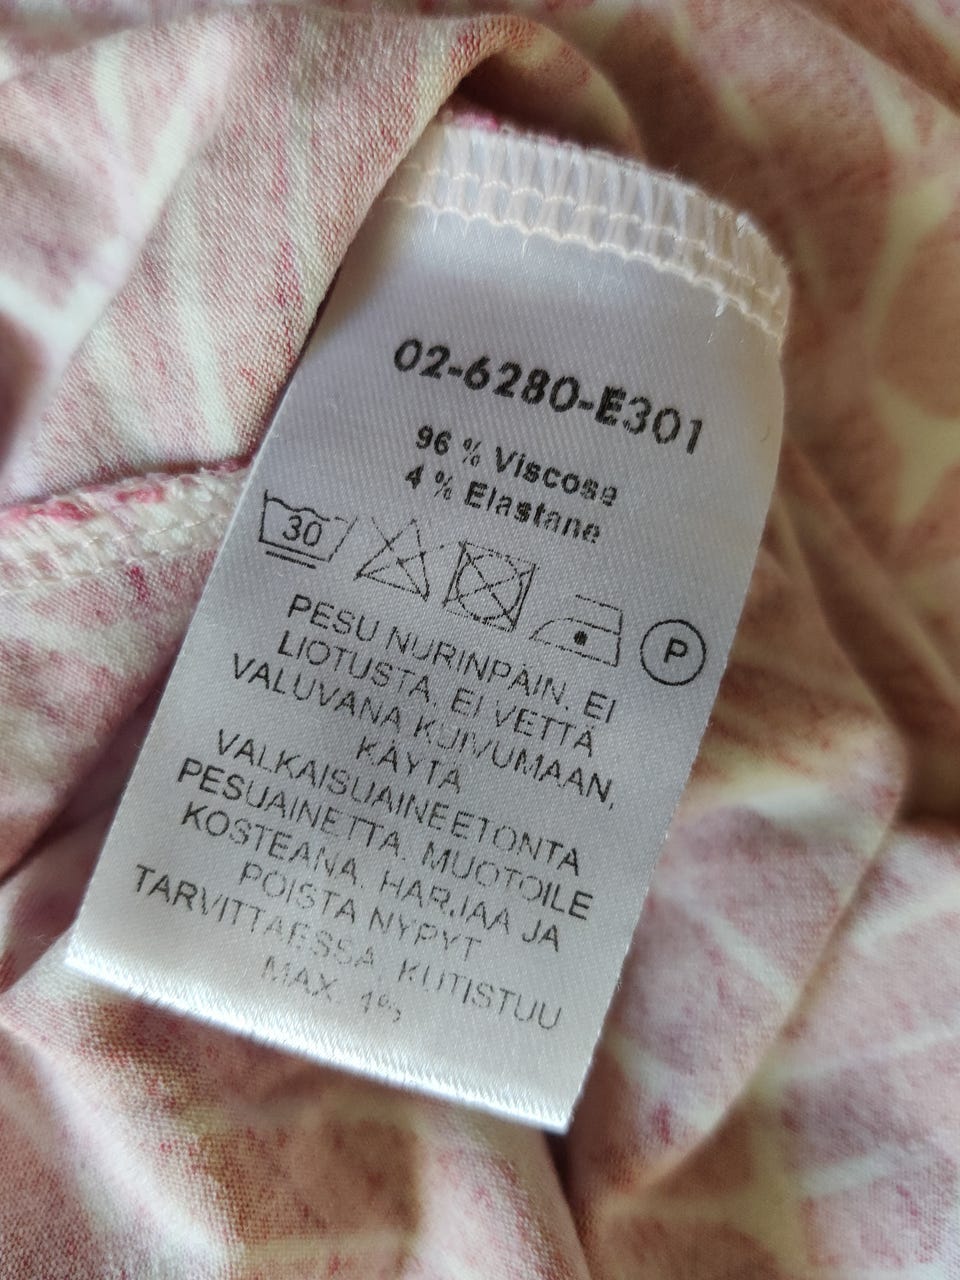 02-6280-E301
96 % Viscose
4 % Elastane
30
P
PESU NURINPÄIN. EI
LIOTUSTA. EI VETTÄ
VALUVANA KUIVUMAAN.
KÄYTÄ
VALKAISUAINEETONTA
PESUAINETTA. MUOTOILE
KOSTEANA. HARJAA JA
POISTA NYPYT
TARVITTAESSA. KUTISTUU
MAX. 4%